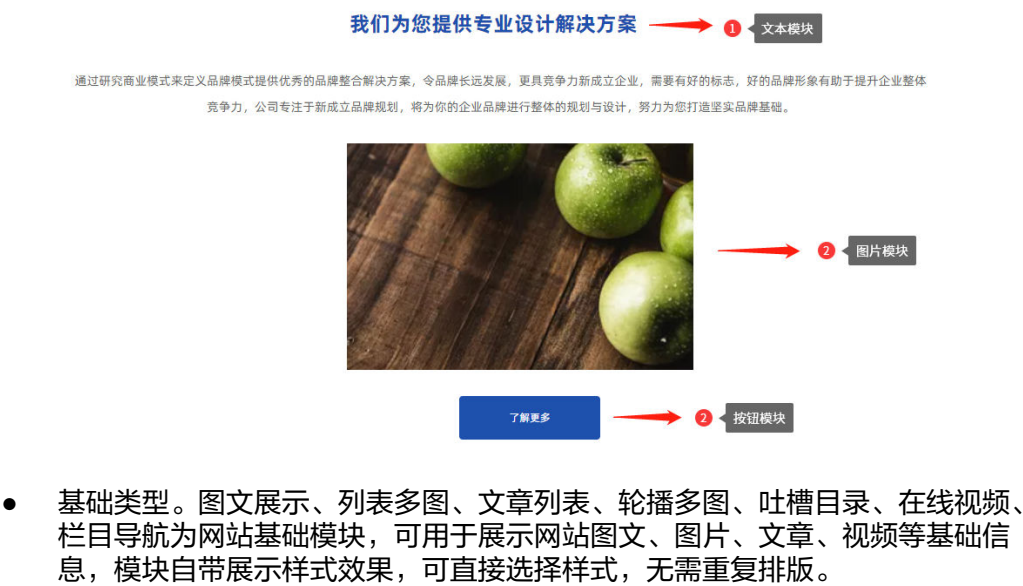 我们为您提供专业设计解决方案
1 文本模块
通过研究商业模式来定义品牌模式提供优秀的品牌整合解决方案，令品牌长远发展，更具竞争力新成立企业，需要有好的标志，好的品牌形象有助于提升企业整体
竞争力，公司专注于新成立品牌规划，将为你的企业品牌进行整体的规划与设计，努力为您打造坚实品牌基础。
2 图片模块
了解更多
2 按钮模块
● 基础类型。图文展示、列表多图、文章列表、轮播多图、吐槽目录、在线视频、
栏目导航为网站基础模块，可用于展示网站图文、图片、文章、视频等基础信
息，模块自带展示样式效果，可直接选择样式，无需重复排版。